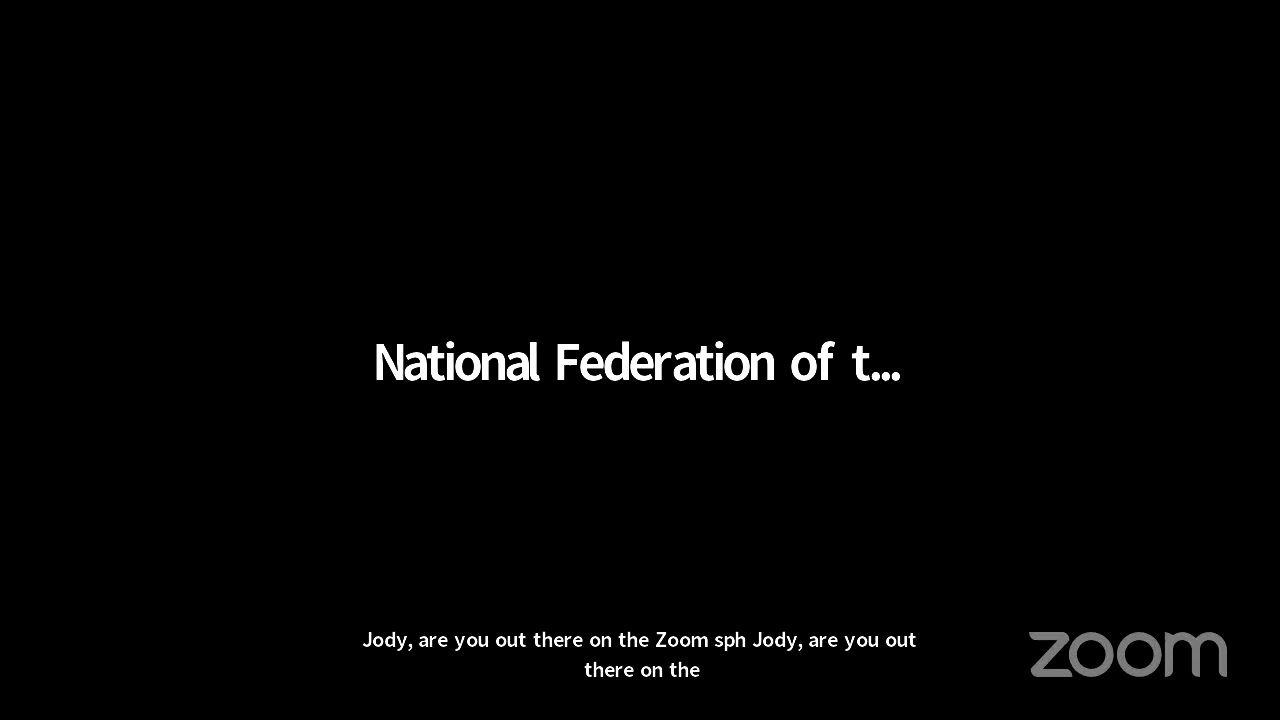 National Federation of t...
Jody, are you out there on the Zoom sph Jody, are you out
there on the
zoom